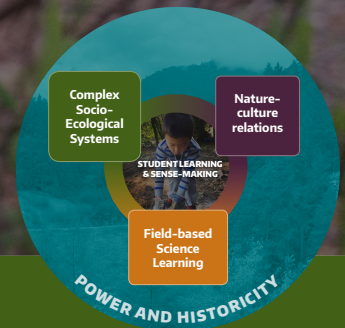 Complex
Socio-
Ecological
Systems
Nature-
culture
relations
STUDENT LEARNING
& SENSE-MAKING
Field-based
Science
Learning
POWER AND HISTORICITY